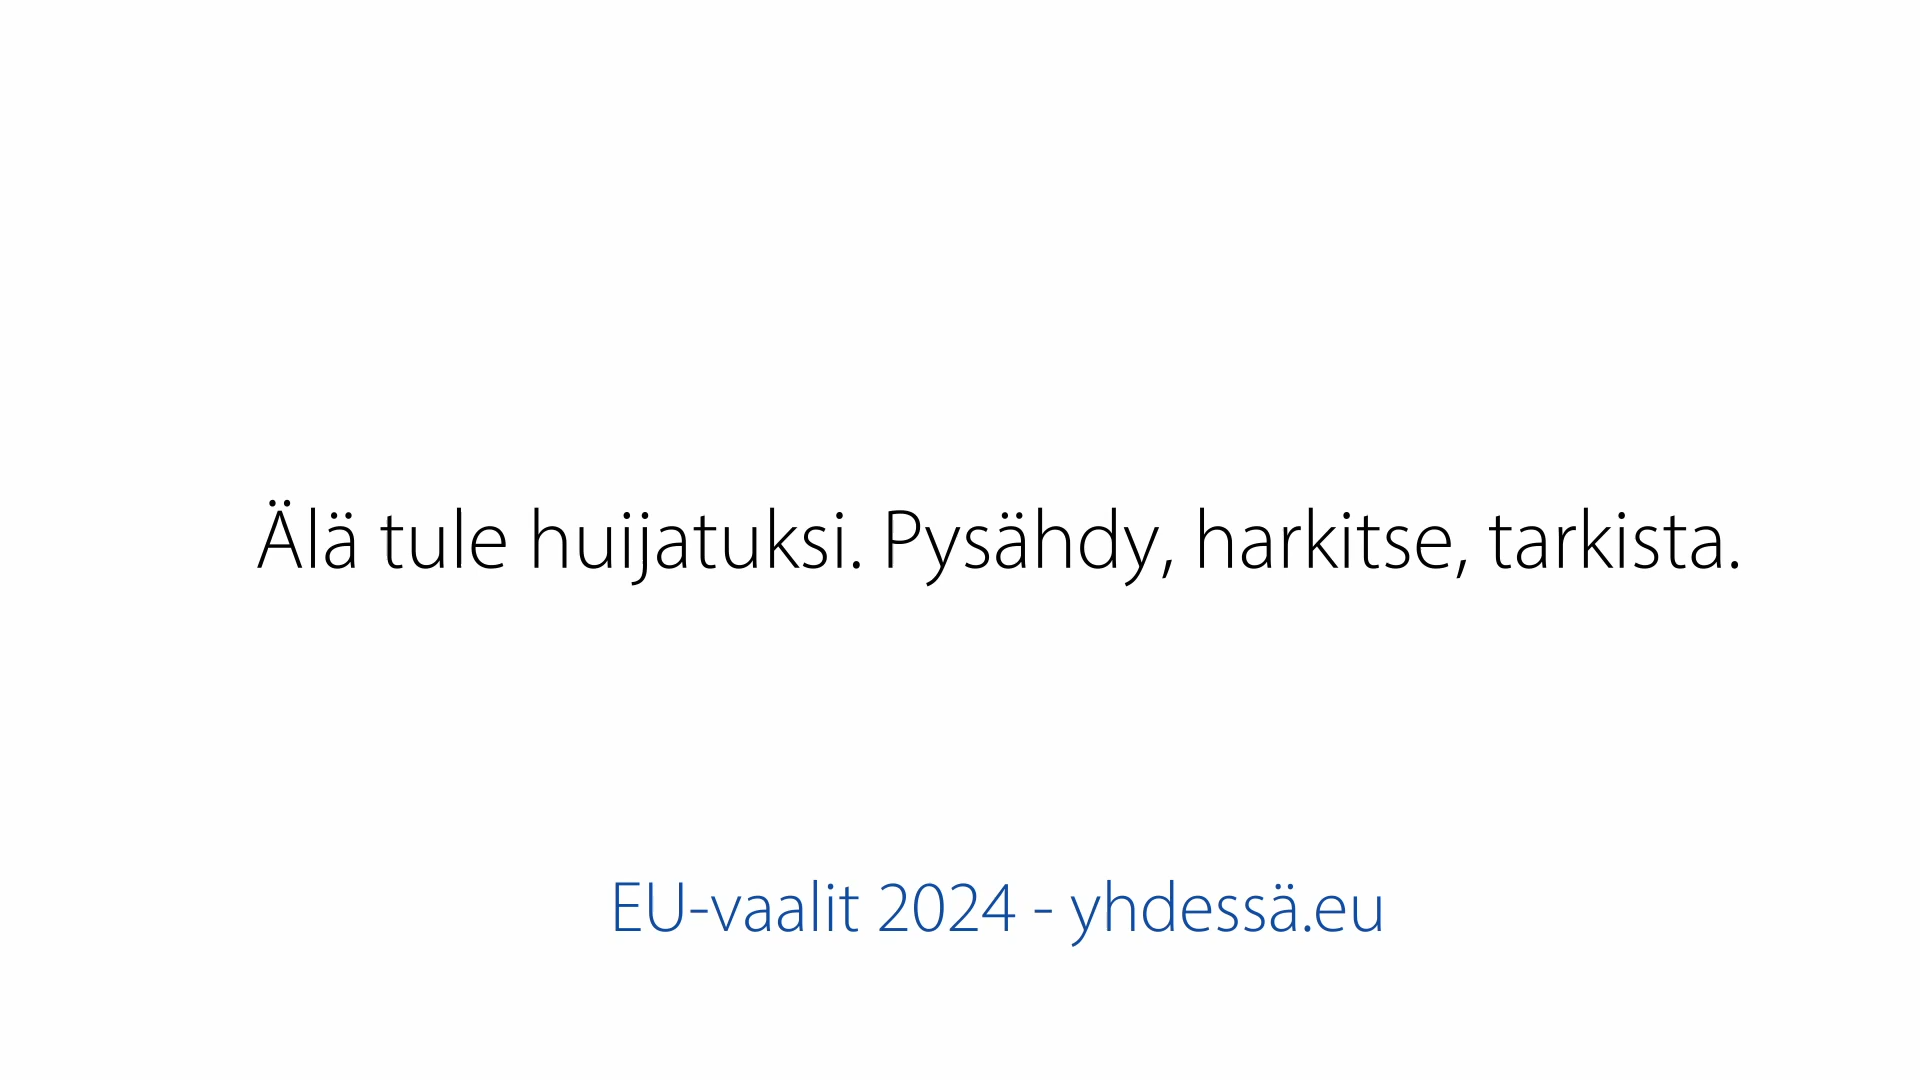 Älä tule huijatuksi. Pysähdy, harkitse, tarkista.
EU-vaalit 2024 - yhdessä.eu